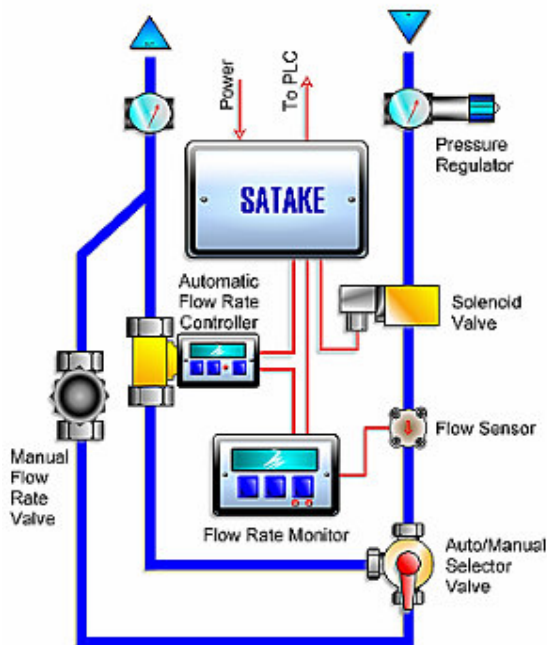 Power
To PLC
Pressure
Regulator
SATAKE
Automatic
Flow Rate
Controller
Solenoid
Valve
Flow Sensor
Manual
Flow
Rate
Valve
Flow Rate Monitor
Auto/Manual
Selector
Valve